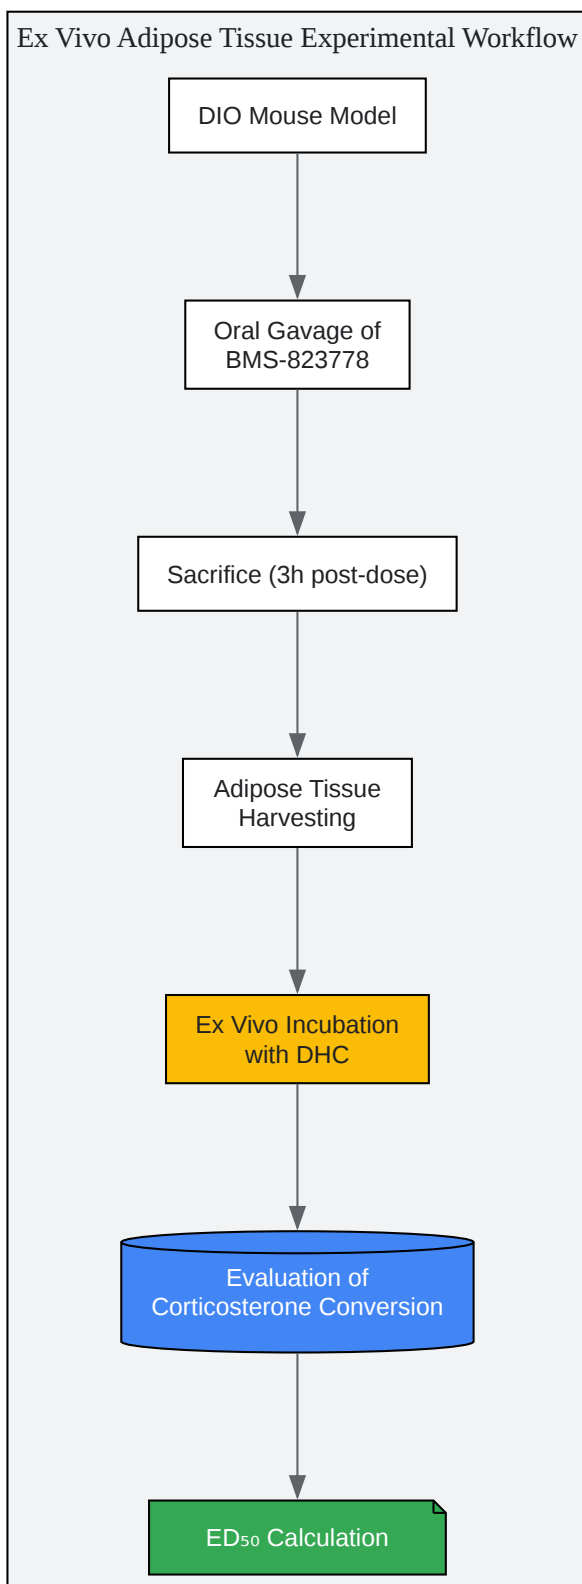 Ex Vivo Adipose Tissue Experimental Workflow
DIO Mouse Model
Oral Gavage of
BMS-823778
Sacrifice (3h post-dose)
Adipose Tissue
Harvesting
Ex Vivo Incubation
with DHC
Evaluation of
Corticosterone Conversion
ED₅₀ Calculation